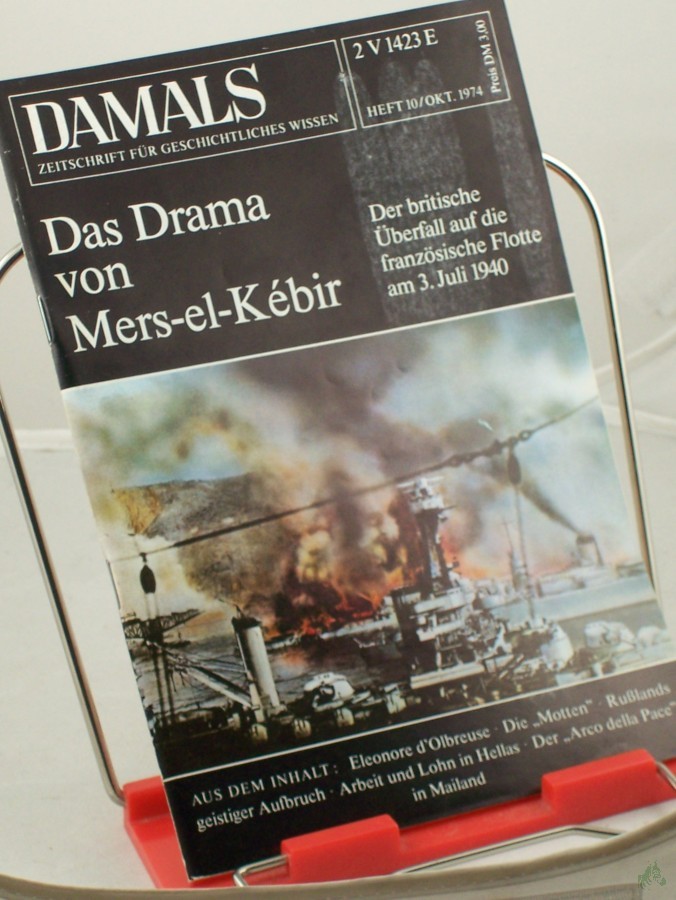 DAMALS
ZEITSCHRIFT FÜR GESCHICHTLICHES WISSEN
2 V 1423 E
HEFT 10/OKT. 1974
Preis DM 3,00
Das Drama
von
Mers-el-Kébir
Der britische
Überfall auf die
französische Flotte
am 3. Juli 1940
AUS DEM INHALT: Eleonore d'Olbreuse · Die „Motten" · Rußlands
geistiger Aufbruch · Arbeit und Lohn in Hellas · Der „Arco della Pace"
in Mailand